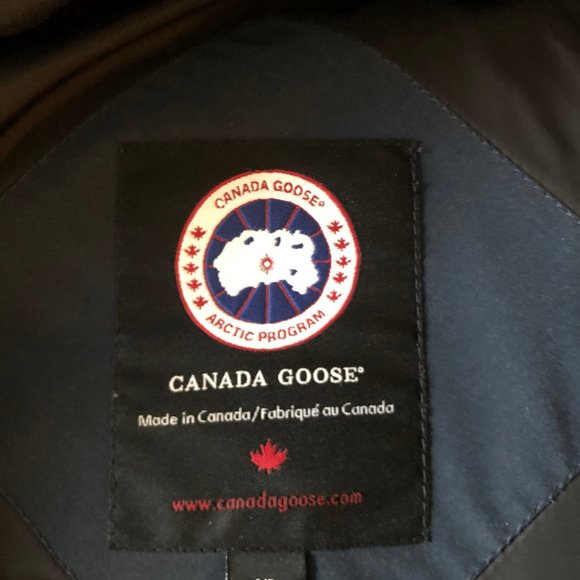 CANADA GOOSE®
ARCTIC PROGRAM
CANADA GOOSE®
Made in Canada/Fabriqué au Canada
www.canadagoose.com